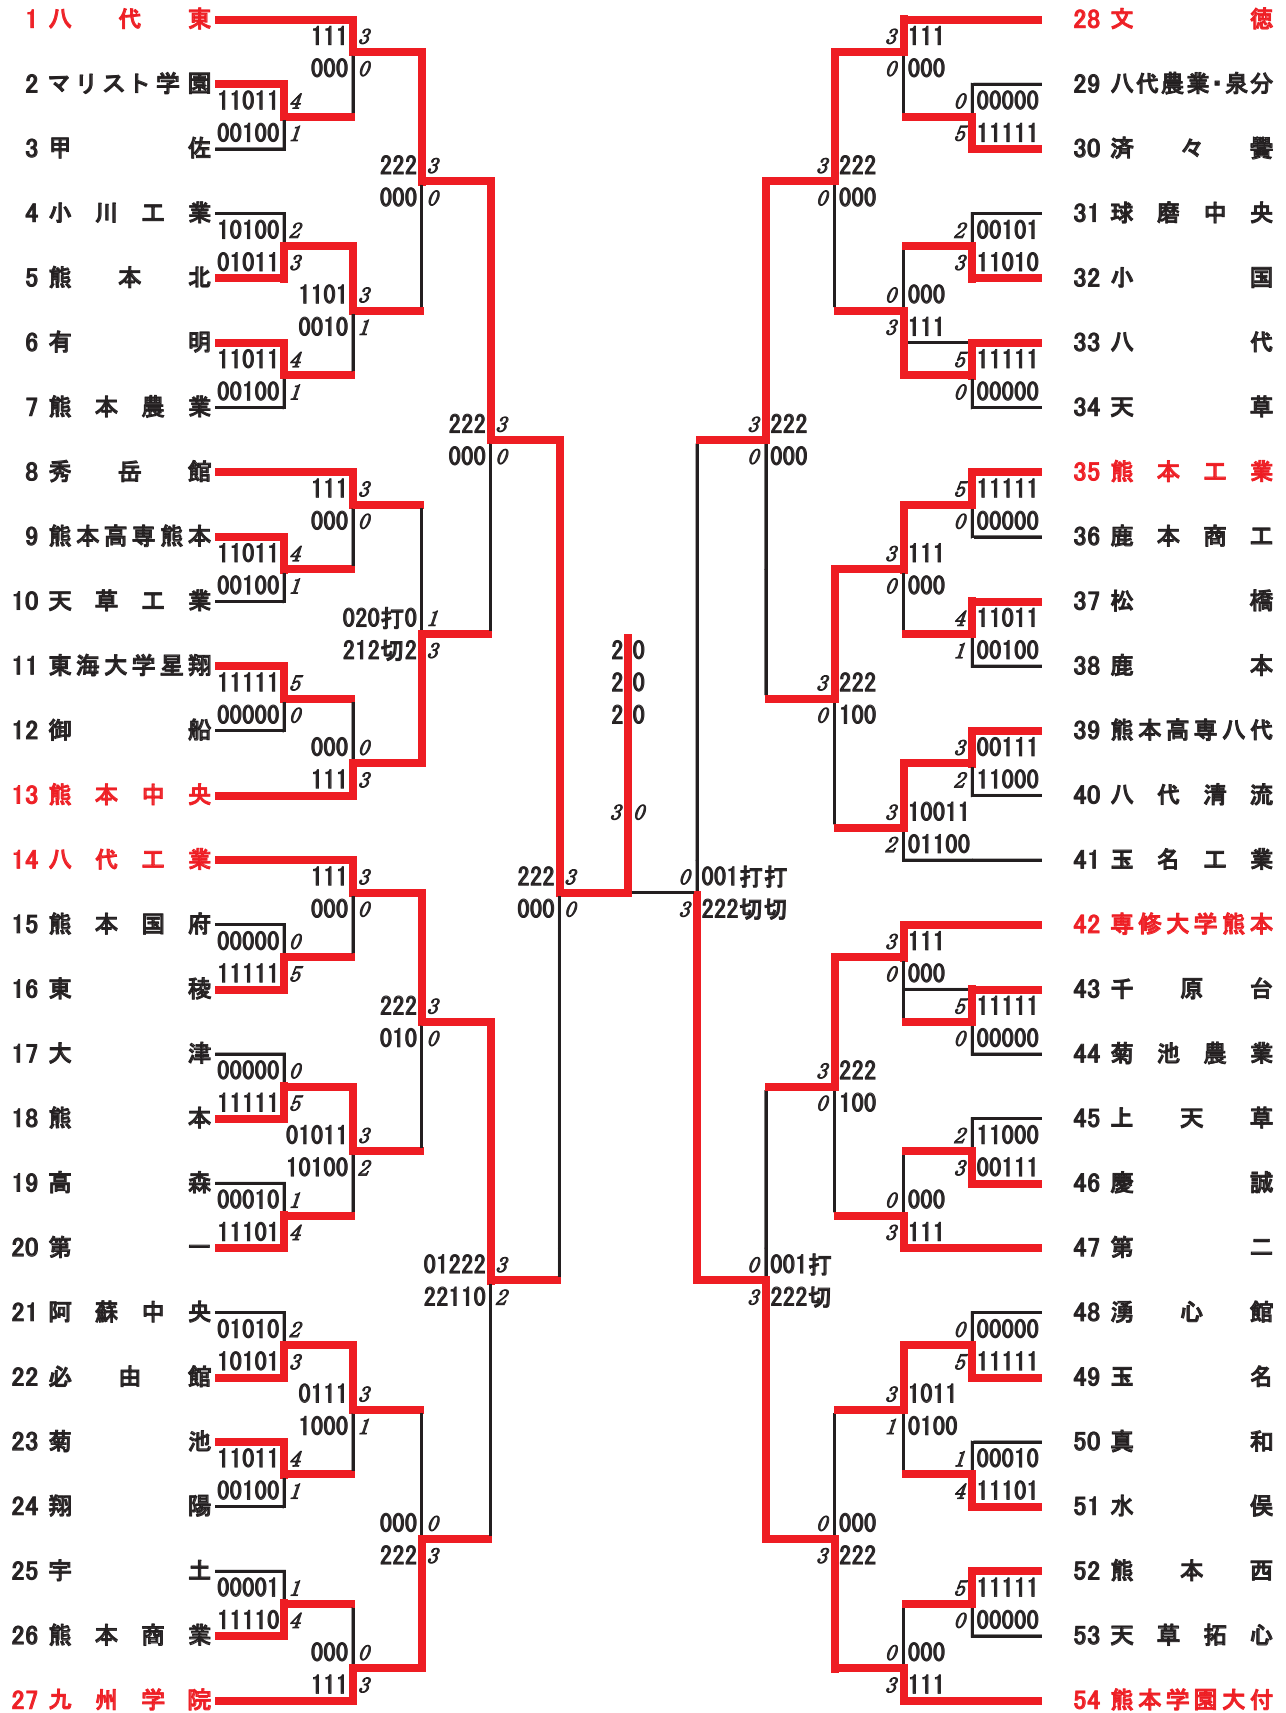 1 八代東
111 3
000 0
2 マリスト学園
11011 4
00100 1
3 甲佐
222 3
000 0
4 小川工業
10100 2
01011 3
5 熊本北
1101 3
0010 1
6 有明
11011 4
00100 1
7 熊本農業
222 3
000 0
8 秀岳館
111 3
000 0
9 熊本高専熊本
11011 4
00100 1
10 天草工業
020打0 1
212切2 3
11 東海大学星翔
11111 5
00000 0
12 御船
000 0
111 3
13 熊本中央
14 八代工業
111 3
000 0
222 3
000 0
15 熊本国府
00000 0
11111 5
16 東稜
222 3
010 0
17 大津
00000 0
11111 5
18 熊本
01011 3
10100 2
19 高森
00010 1
11101 4
20 第一
01222 3
22110 2
21 阿蘇中央
01010 2
10101 3
22 必由館
0111 3
1000 1
23 菊池
11011 4
00100 1
24 翔陽
000 0
222 3
25 宇土
00001 1
11110 4
26 熊本商業
000 0
111 3
27 九州学院
2 0
2 0
2 0
3 0
28 文徳
3 111
0 000
29 八代農業・泉分
0 00000
5 11111
30 済々黌
3 222
0 000
31 球磨中央
2 00101
3 11010
32 小国
0 000
3 111
33 八代
5 11111
0 00000
34 天草
3 222
0 000
35 熊本工業
5 11111
0 00000
36 鹿本商工
3 111
0 000
37 松橋
4 11011
1 00100
38 鹿本
3 222
0 100
39 熊本高専八代
3 00111
2 11000
40 八代清流
3 10011
2 01100
41 玉名工業
0 001打打
3 222切切
42 専修大学熊本
3 111
0 000
43 千原台
5 11111
0 00000
44 菊池農業
3 222
0 100
45 上天草
2 11000
3 00111
46 慶誠
0 000
3 111
47 第二
0 001打
3 222切
48 湧心館
0 00000
5 11111
49 玉名
3 1011
1 0100
50 真和
1 00010
4 11101
51 水俣
0 000
3 222
52 熊本西
5 11111
0 00000
53 天草拓心
0 000
3 111
54 熊本学園大付